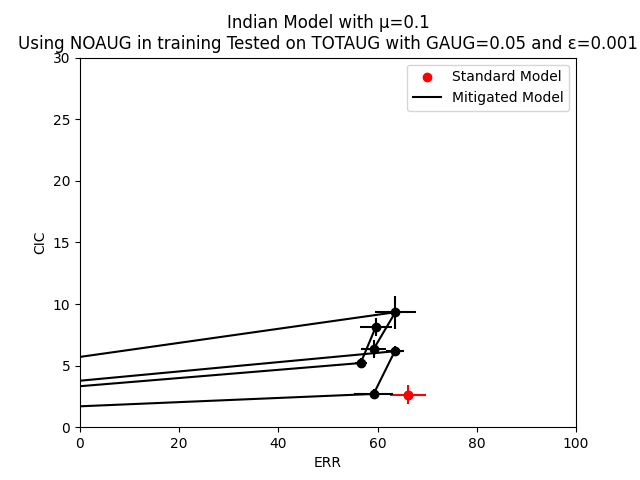 Indian Model with μ=0.1
Using NOAUG in training Tested on TOTAUG with GAUG=0.05 and ε=0.001
30
25
20
15
10
5
0
CIC
Standard Model
Mitigated Model
0 20 40 60 80 100
ERR